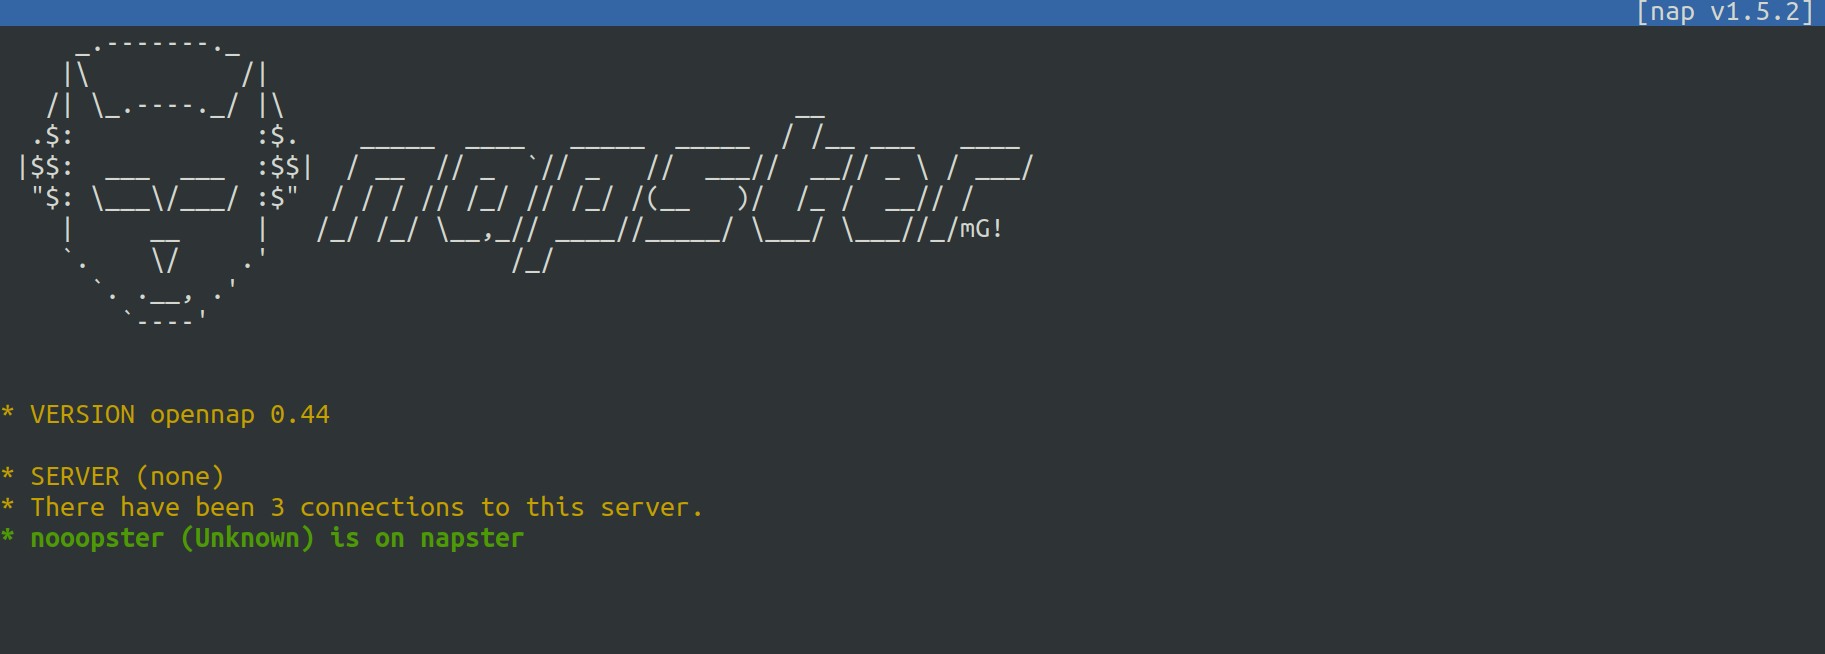 [nap v1.5.2]
napster
mG!
* VERSION opennap 0.44
* SERVER (none)
* There have been 3 connections to this server.
* nooopster (Unknown) is on napster